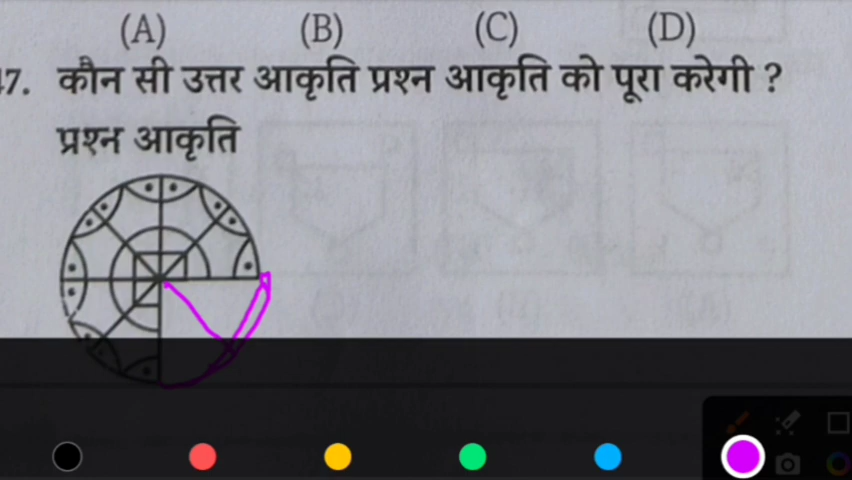 (A) (B) (C) (D)
47. कौन सी उत्तर आकृति प्रश्न आकृति को पूरा करेगी ?
प्रश्न आकृति